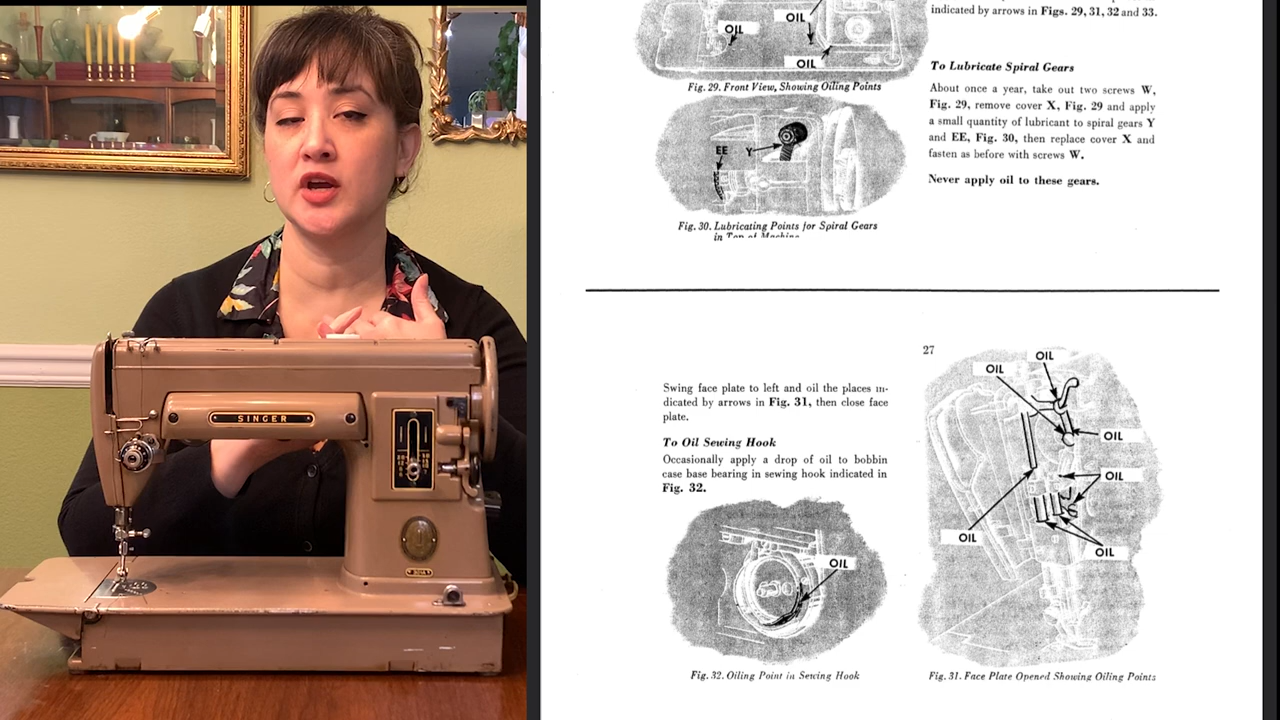 SINGER
indicated by arrows in Figs. 29, 31, 32 and 33.
OIL
OIL
OIL
Fig. 29. Front View, Showing Oiling Points
EE
Y
Fig. 30. Lubricating Points for Spiral Gears
in Top of Machine
To Lubricate Spiral Gears
About once a year, take out two screws W,
Fig. 29, remove cover X, Fig. 29 and apply
a small quantity of lubricant to spiral gears Y
and EE, Fig. 30, then replace cover X and
fasten as before with screws W.
Never apply oil to these gears.
27
Swing face plate to left and oil the places in-
dicated by arrows in Fig. 31, then close face
plate.
To Oil Sewing Hook
Occasionally apply a drop of oil to bobbin
case base bearing in sewing hook indicated in
Fig. 32.
OIL
Fig. 32. Oiling Point in Sewing Hook
OIL
OIL
OIL
OIL
OIL
OIL
Fig. 31. Face Plate Opened Showing Oiling Points